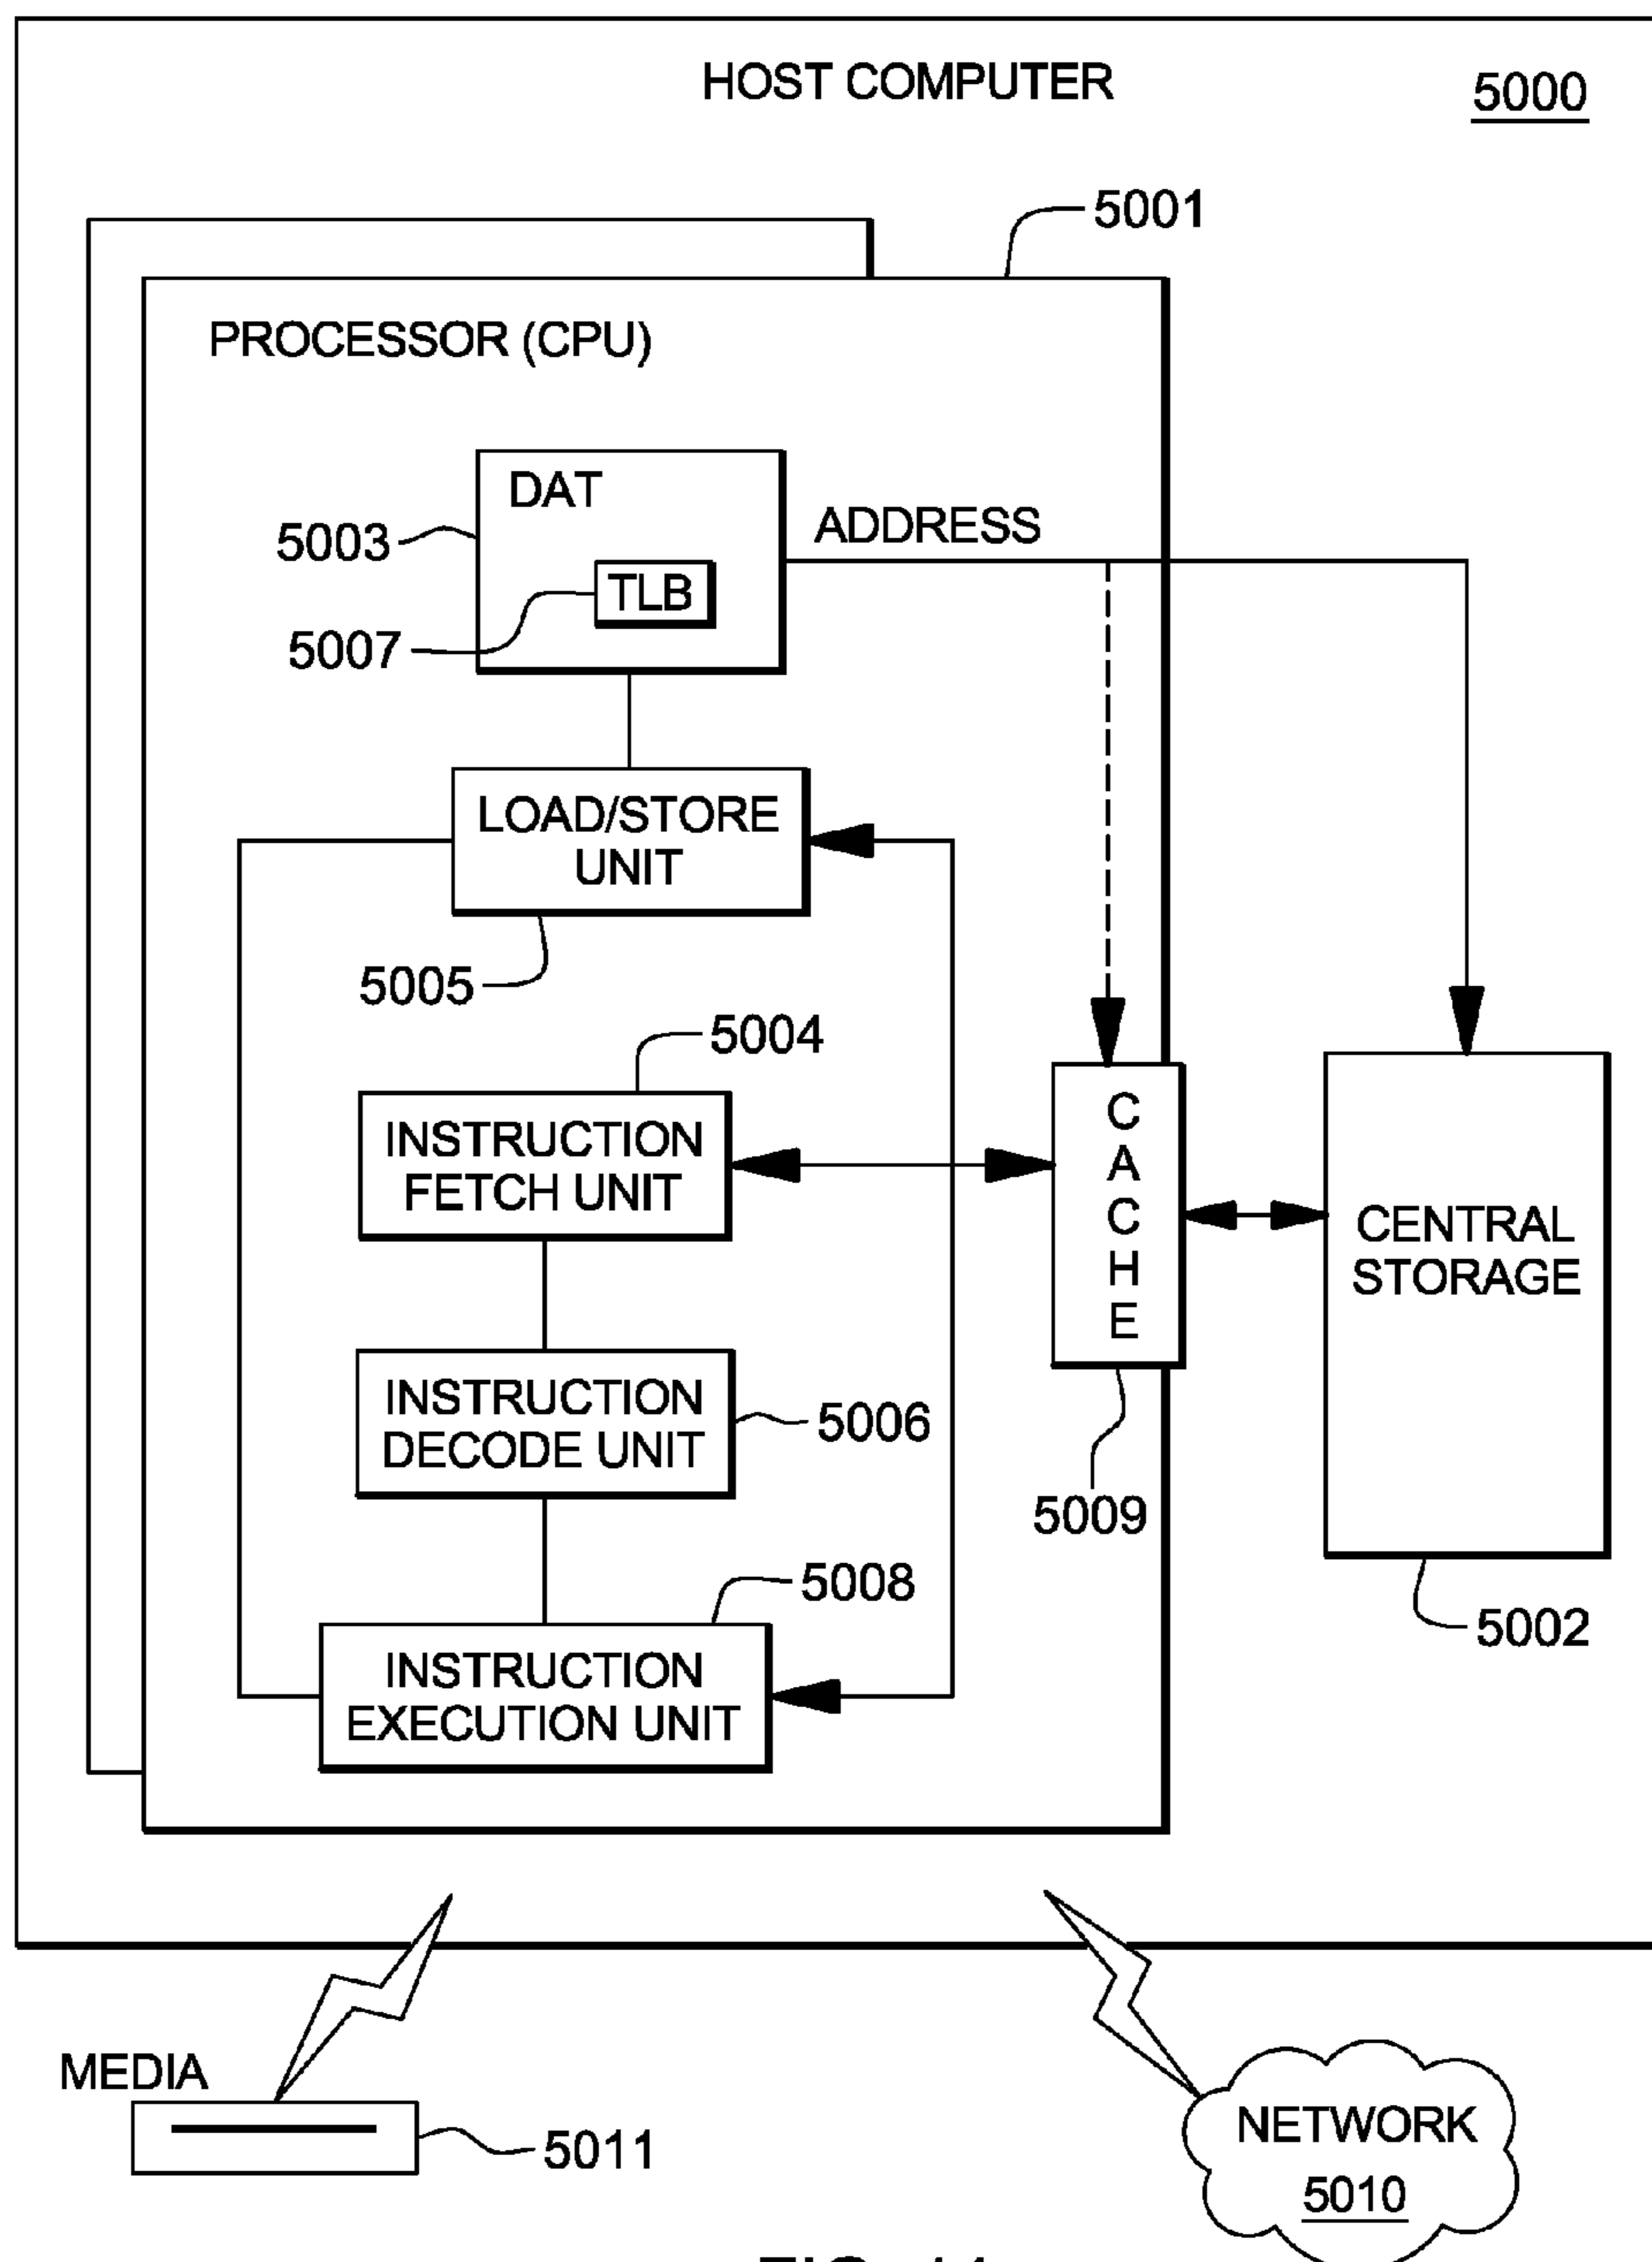 HOST COMPUTER
5000
5001
PROCESSOR (CPU)
DAT
5003
ADDRESS
TLB
5007
LOAD/STORE
UNIT
5005
5004
INSTRUCTION
FETCH UNIT
C
A
C
H
E
CENTRAL
STORAGE
INSTRUCTION
DECODE UNIT
5006
5009
5008
5002
INSTRUCTION
EXECUTION UNIT
MEDIA
5011
NETWORK
5010